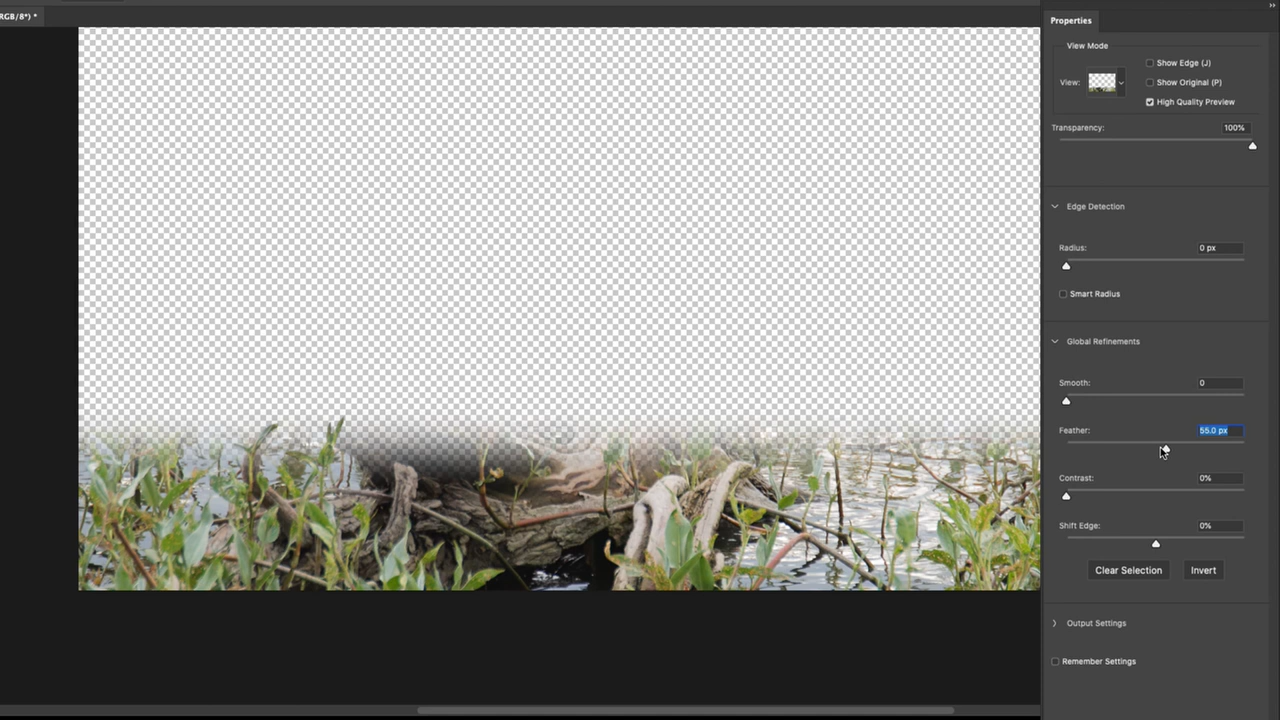 RGB/8*) *
Properties
View Mode
View:
Show Edge (J)
Show Original (P)
High Quality Preview
Transparency: 100%
Edge Detection
Radius: 0 px
Smart Radius
Global Refinements
Smooth: 0
Feather: 55.0 px
Contrast: 0%
Shift Edge: 0%
Clear Selection Invert
Output Settings
Remember Settings